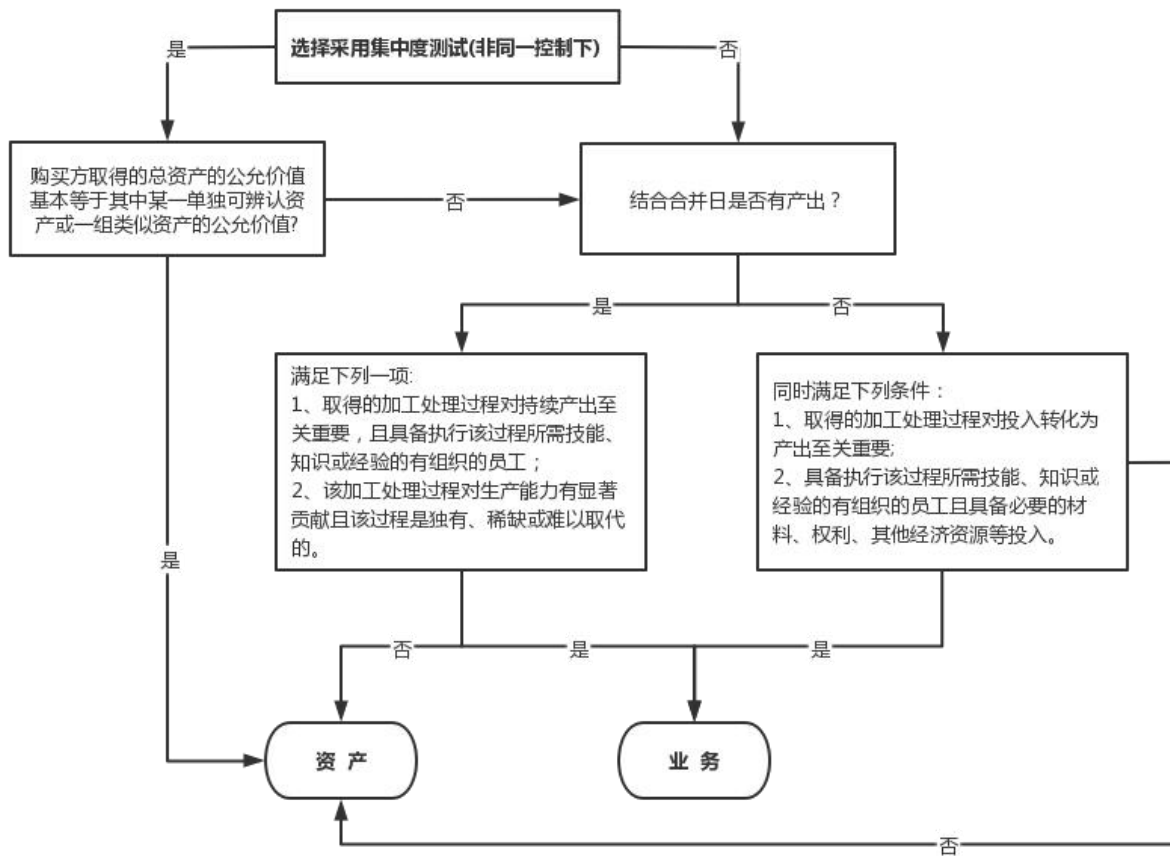 选择采用集中度测试(非同一控制下)
是
否
购买方取得的总资产的公允价值
基本等于其中某一单独可辨认资
产或一组类似资产的公允价值?
否
结合合并日是否有产出？
是
否
满足下列一项:
1、取得的加工处理过程对持续产出至
关重要，且具备执行该过程所需技能、
知识或经验的有组织的员工；
2、该加工处理过程对生产能力有显著
贡献且该过程是独有、稀缺或难以取代
的。
同时满足下列条件：
1、取得的加工处理过程对投入转化为
产出至关重要;
2、具备执行该过程所需技能、知识或
经验的有组织的员工且具备必要的材
料、权利、其他经济资源等投入。
是
否
是
是
资 产
业 务
否